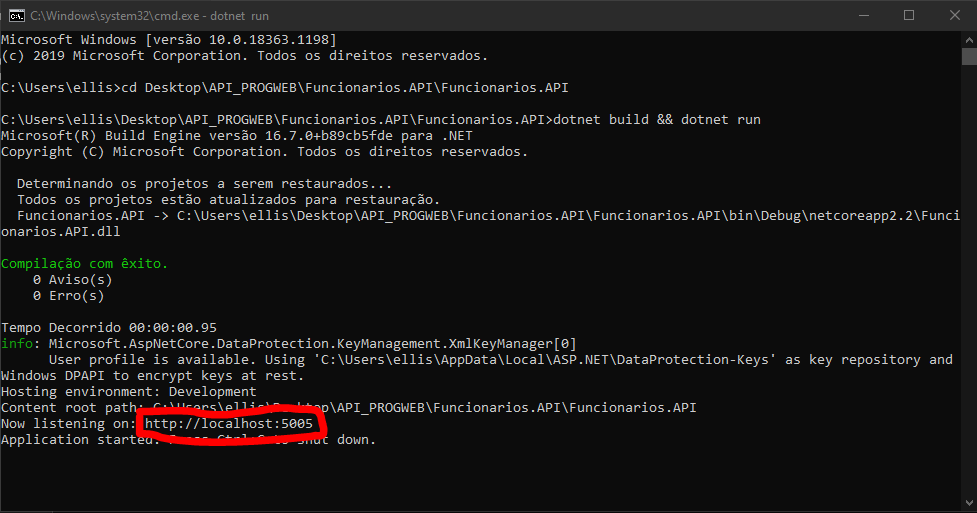 C:\Windows\system32\cmd.exe - dotnet run
Microsoft Windows [versão 10.0.18363.1198]
(c) 2019 Microsoft Corporation. Todos os direitos reservados.
C:\Users\ellis>cd Desktop\API_PROGWEB\Funcionarios.API\Funcionarios.API
C:\Users\ellis\Desktop\API_PROGWEB\Funcionarios.API\Funcionarios.API>dotnet build && dotnet run
Microsoft(R) Build Engine versão 16.7.0+b89cb5fde para .NET
Copyright (C) Microsoft Corporation. Todos os direitos reservados.
Determinando os projetos a serem restaurados...
Todos os projetos estão atualizados para restauração.
Funcionarios.API -> C:\Users\ellis\Desktop\API_PROGWEB\Funcionarios.API\Funcionarios.API\bin\Debug\netcoreapp2.2\Funci
onarios.API.dll
Compilação com êxito.
0 Aviso(s)
0 Erro(s)
Tempo Decorrido 00:00:00.95
info: Microsoft.AspNetCore.DataProtection.KeyManagement.XmlKeyManager[0]
User profile is available. Using 'C:\Users\ellis\AppData\Local\ASP.NET\DataProtection-Keys' as key repository and
Windows DPAPI to encrypt keys at rest.
Hosting environment: Development
Content root path: C:\Users\ellis\Desktop\API_PROGWEB\Funcionarios.API\Funcionarios.API
Now listening on: http://localhost:5005
Application started. Press Ctrl+C to shut down.